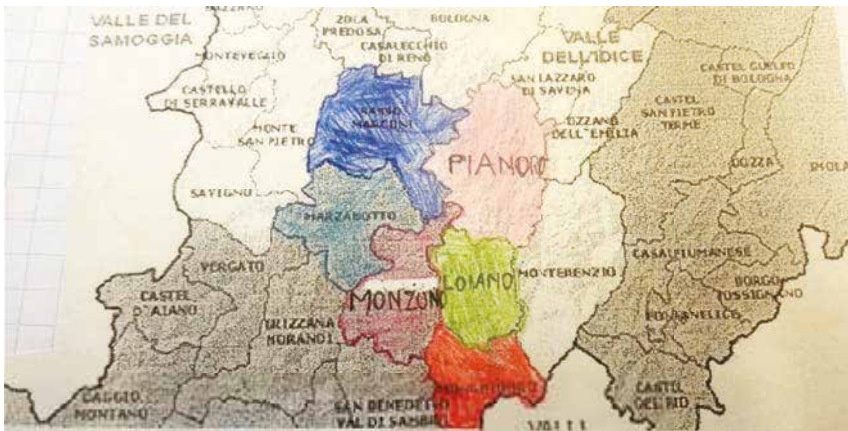 VALLE DEL
SAMOGGIA
ZOLA
PREDOSA
BOLOGNA
CASALECCHIO
DI RENO
VALLE
DELL'IDICE
MONTEVEGLIO
SAN LAZZARO
DI SAVENA
CASTEL GUELFO
DI BOLOGNA
CASTELLO
DI SERRAVALLE
SASSO
MARCONI
CASTEL
SAN PIETRO
TERME
MONTE
SAN PIETRO
OZZANO
DELL'EMILIA
PIANORO
DOZZA
IMOLA
SAVIGNO
MARZABOTTO
VERGATO
LOIANO
MONTERENZIO
CASALFIUMANESE
BORGO
TOSSIGNANO
CASTEL
D'AIANO
MONZUNO
FONTANELICE
GRIZZANA
MORANDI
MONGHIDORO
CASTEL
DEL RIO
GAGGIO
MONTANO
SAN BENEDETTO
VAL DI SAMBRO